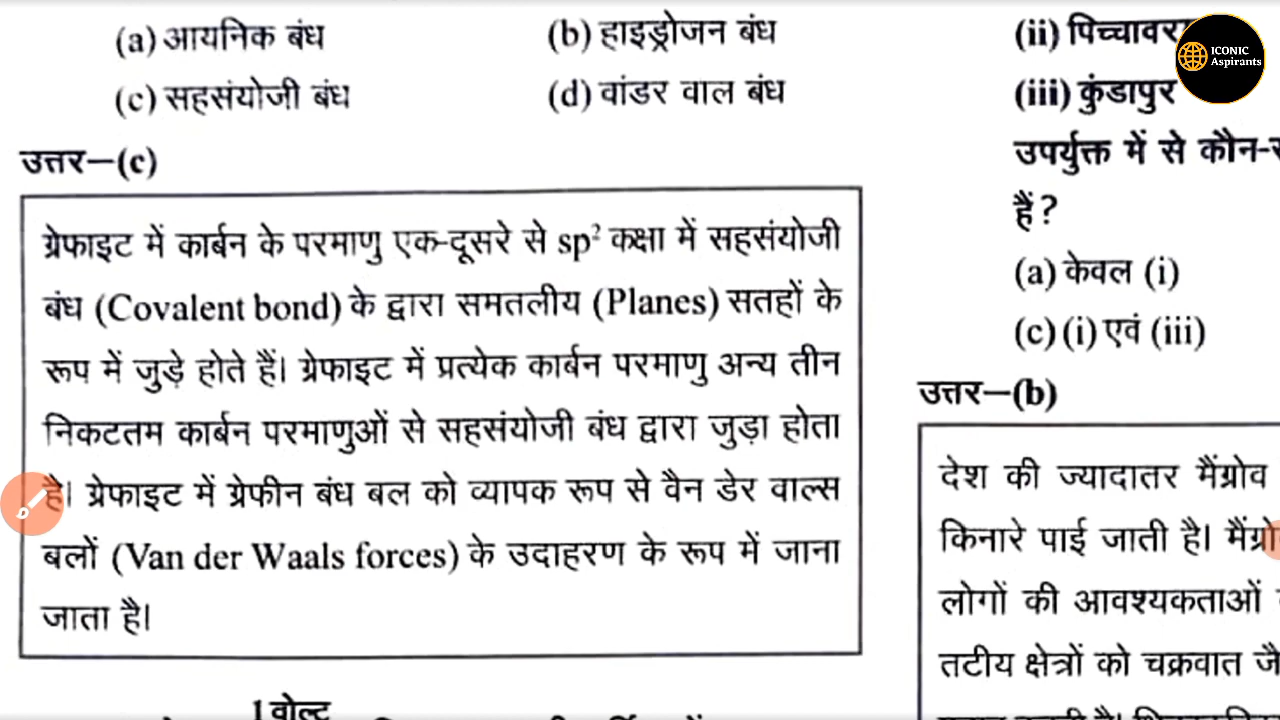 (a) आयनिक बंध (b) हाइड्रोजन बंध
(c) सहसंयोजी बंध (d) वांडर वाल बंध
उत्तर—(c)
ग्रेफाइट में कार्बन के परमाणु एक-दूसरे से sp² कक्षा में सहसंयोजी
बंध (Covalent bond) के द्वारा समतलीय (Planes) सतहों के
रूप में जुड़े होते हैं। ग्रेफाइट में प्रत्येक कार्बन परमाणु अन्य तीन
निकटतम कार्बन परमाणुओं से सहसंयोजी बंध द्वारा जुड़ा होता
है। ग्रेफाइट में ग्रेफीन बंध बल को व्यापक रूप से वैन डेर वाल्स
बलों (Van der Waals forces) के उदाहरण के रूप में जाना
जाता है।
1 वोल्ट
(ii)
(iii) कुंडापुर
उपर्युक्त में से
हैं?
(a) केवल (i)
(c) (i) एवं (iii)
उत्तर—(b)
देश की ज्यादातर मैंग्रोव
किनारे पाई जाती है।
लोगों की आवश्यकताओं
तटीय क्षेत्रों को चक्रवात
ICONIC
Aspirants